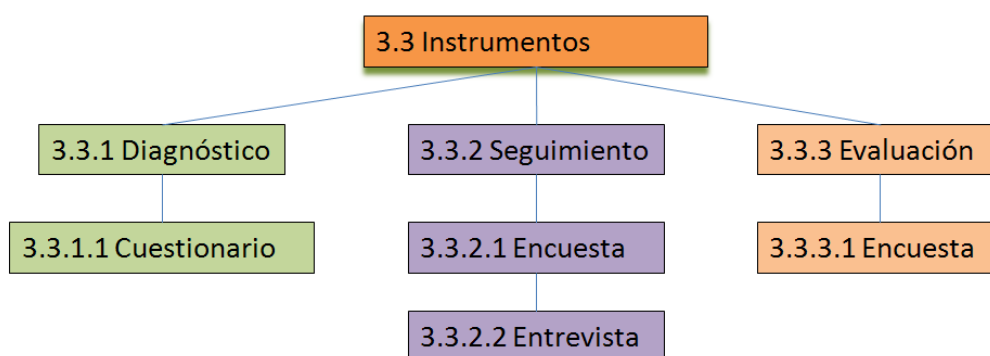 3.3 Instrumentos
3.3.1 Diagnóstico
3.3.2 Seguimiento
3.3.3 Evaluación
3.3.1.1 Cuestionario
3.3.2.1 Encuesta
3.3.3.1 Encuesta
3.3.2.2 Entrevista